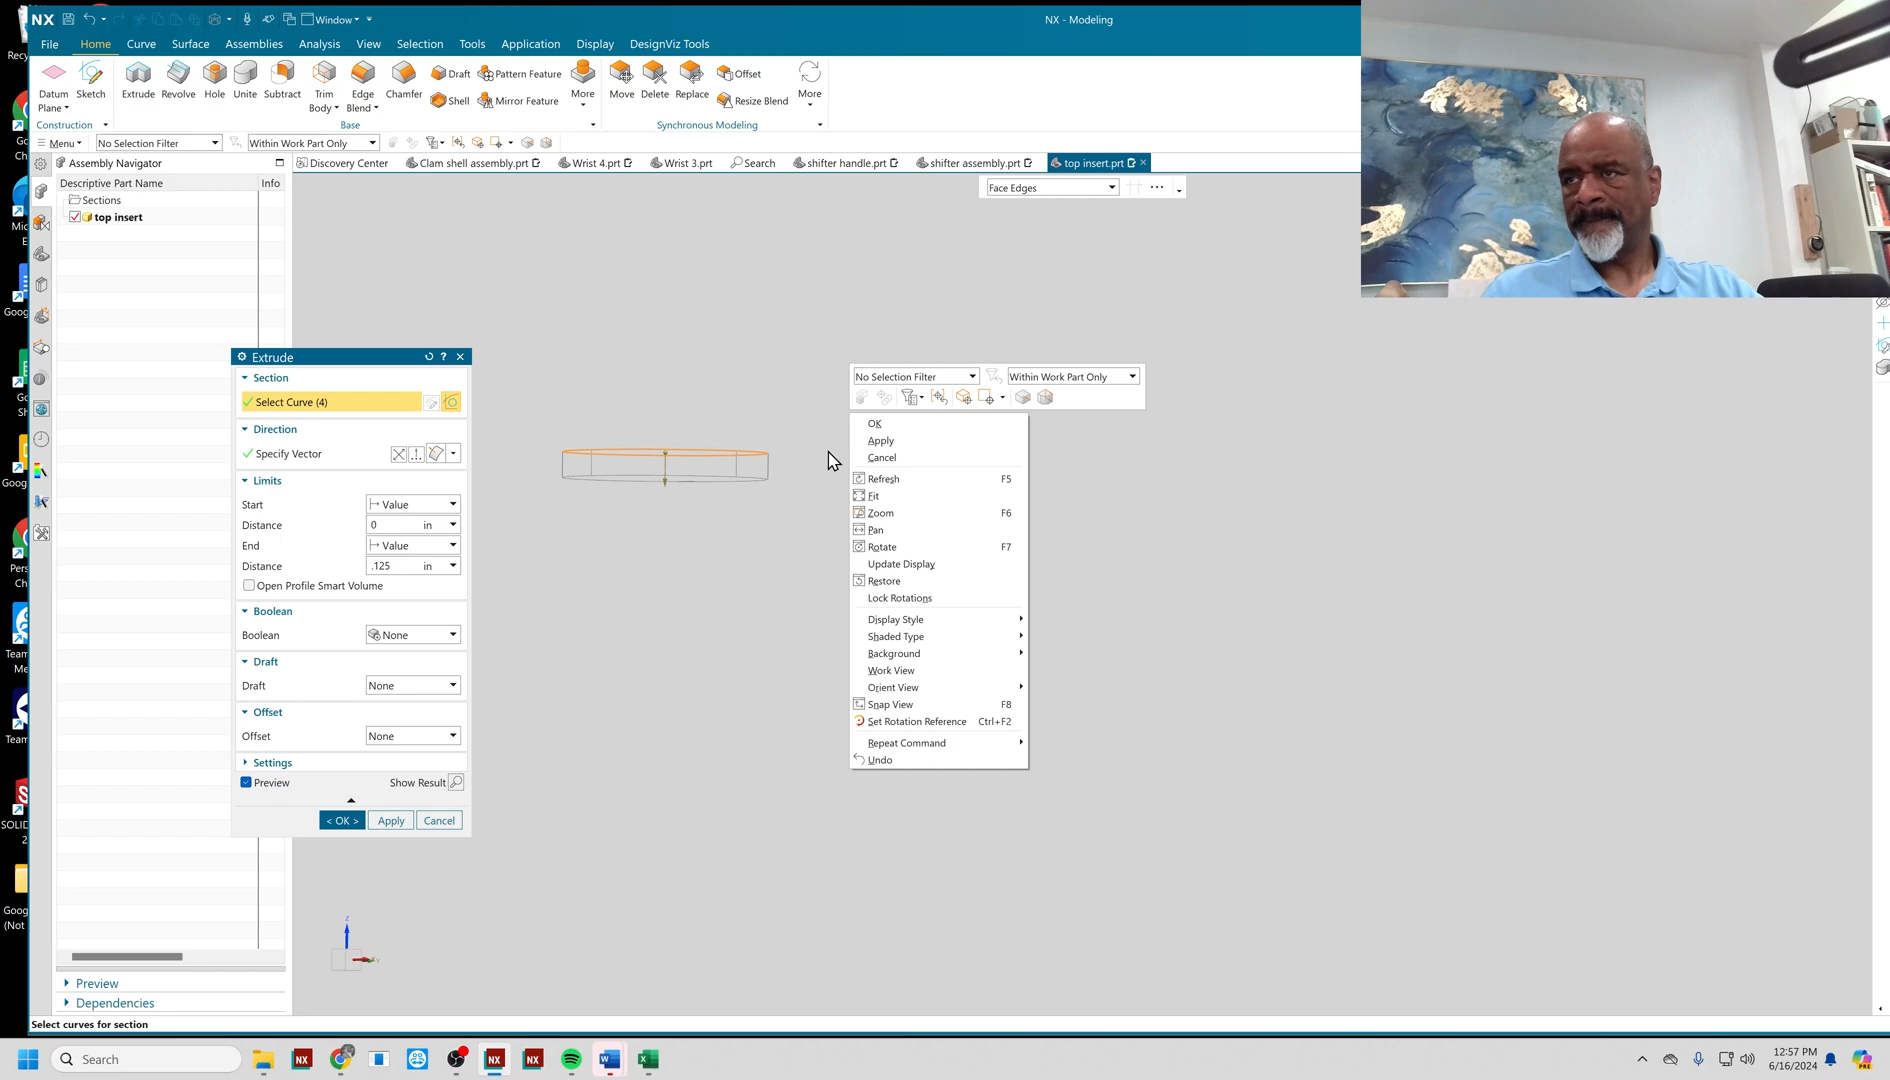 NX
Window
NX - Modeling
File Home Curve Surface Assemblies Analysis View Selection Tools Application Display DesignViz Tools
Datum Plane
Sketch
Extrude
Revolve
Hole
Unite
Subtract
Trim Body
Edge Blend
Chamfer
Draft
Shell
Pattern Feature
Mirror Feature
More
Move
Delete
Replace
Offset
Resize Blend
More
Construction
Base
Synchronous Modeling
Menu
No Selection Filter
Within Work Part Only
Assembly Navigator
Discovery Center
Clam shell assembly.prt
Wrist 4.prt
Wrist 3.prt
Search
shifter handle.prt
shifter assembly.prt
top insert.prt
Descriptive Part Name Info
Sections
top insert
Face Edges
Extrude
Section
Select Curve (4)
Direction
Specify Vector
Limits
Start Value
Distance 0 in
End Value
Distance .125 in
Open Profile Smart Volume
Boolean
Boolean None
Draft
Draft None
Offset
Offset None
Settings
Preview Show Result
< OK > Apply Cancel
No Selection Filter Within Work Part Only
OK
Apply
Cancel
Refresh F5
Fit
Zoom F6
Pan
Rotate F7
Update Display
Restore
Lock Rotations
Display Style
Shaded Type
Background
Work View
Orient View
Snap View F8
Set Rotation Reference Ctrl+F2
Repeat Command
Undo
Z
Y
Preview
Dependencies
Select curves for section
Search
NX
NX
NX
12:57 PM
6/16/2024